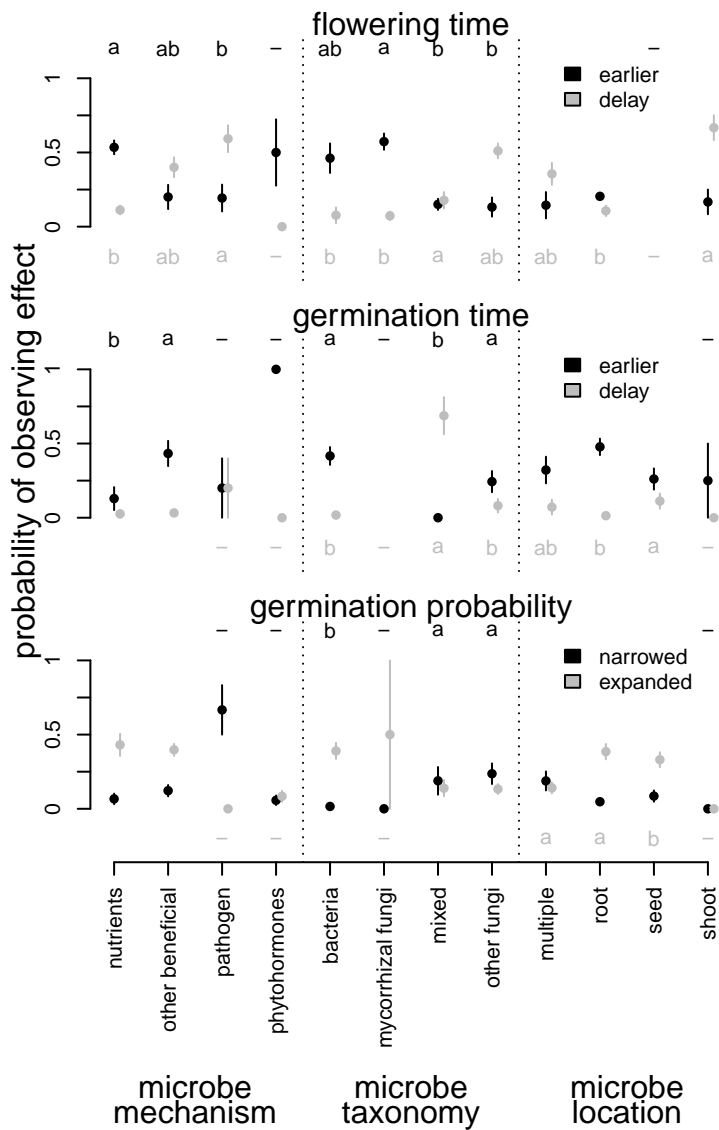 flowering time
a ab b – ab a b b –
earlier
delay
1
0.5
0
b ab a – b b a ab ab b – a
probability of observing effect
germination time
b a – – a b a –
earlier
delay
1
0.5
0
– – b – a b ab b a –
germination probability
– – b – a a –
narrowed
expanded
1
0.5
0
– – – a a b –
nutrients
other beneficial
pathogen
phytohormones
bacteria
mycorrhizal fungi
mixed
other fungi
multiple
root
seed
shoot
microbe mechanism
microbe taxonomy
microbe location